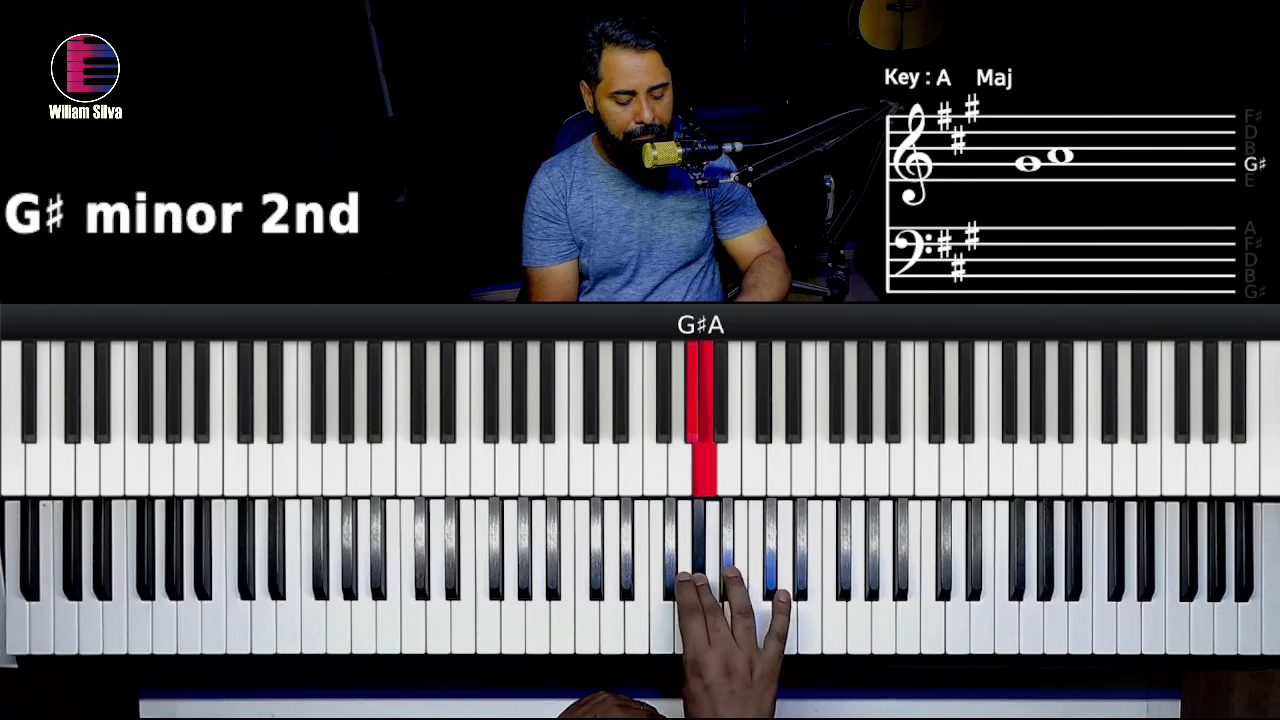 Wiliam Silva
Key : A Maj
F♯
D
B
G♯
E
G♯ minor 2nd
A
F♯
D
B
G♯
G♯A